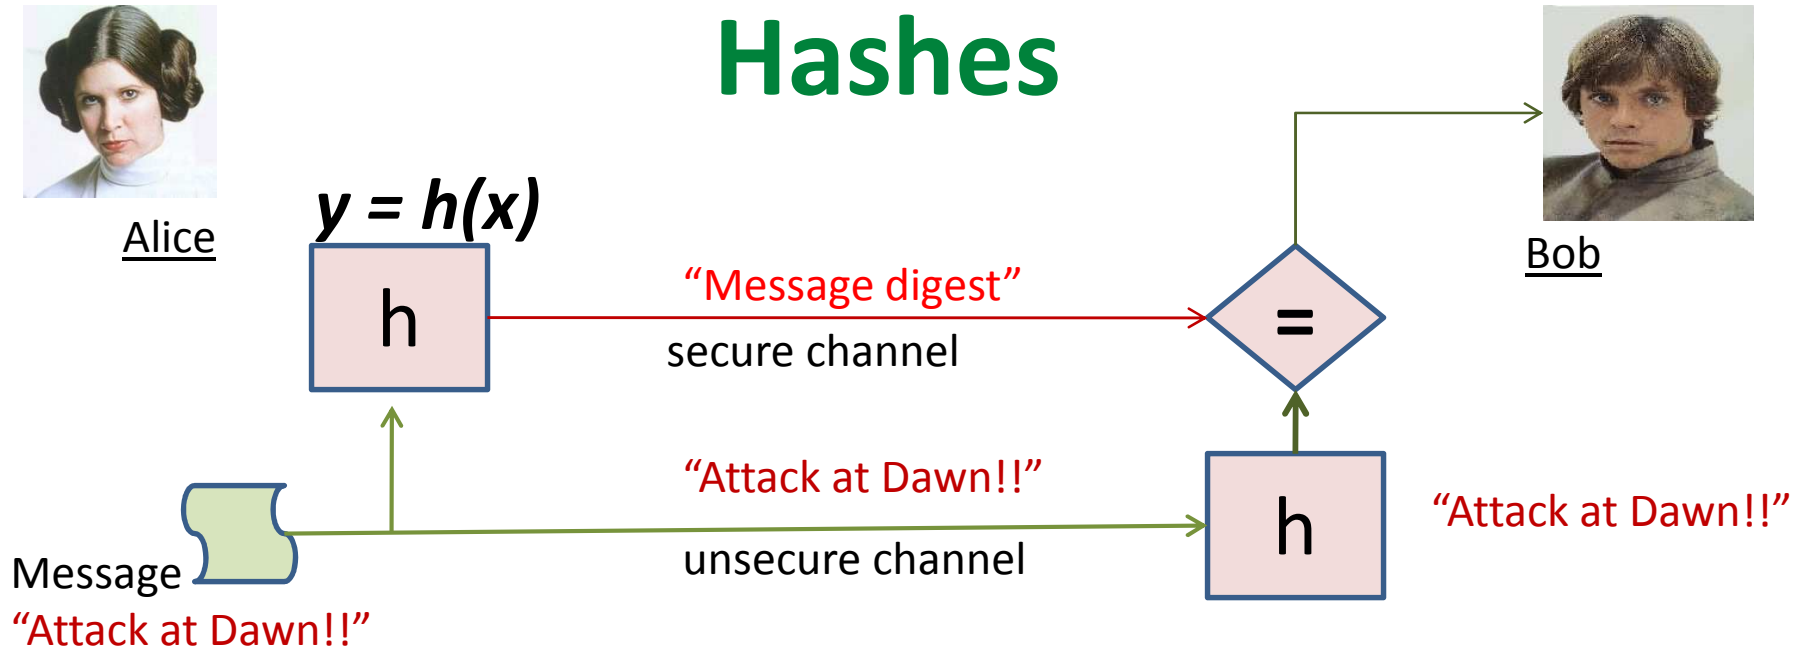 Hashes
Alice
y = h(x)
Bob
h
“Message digest”
=
secure channel
“Attack at Dawn!!”
h
“Attack at Dawn!!”
unsecure channel
Message
“Attack at Dawn!!”